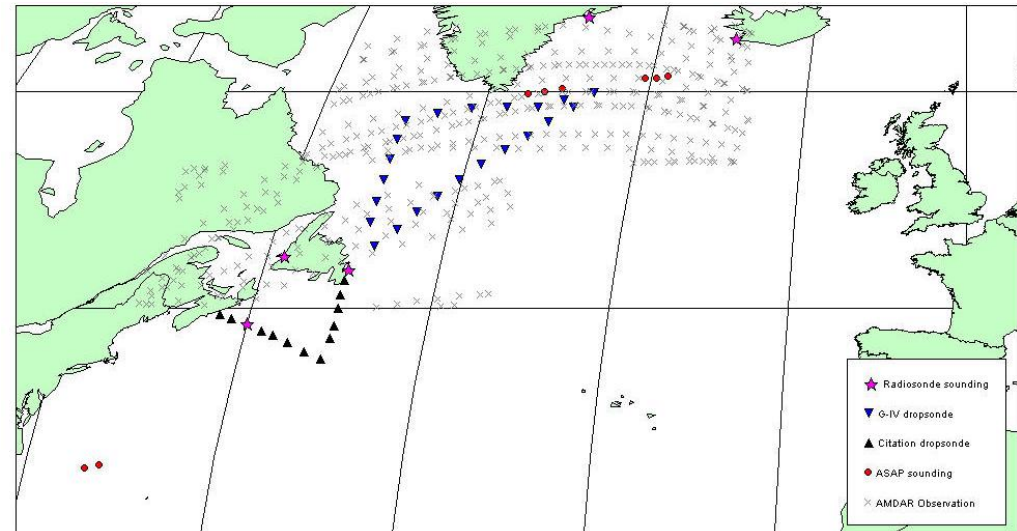 Radiosonde sounding
G-IV dropsonde
Citation dropsonde
ASAP sounding
AMDAR Observation